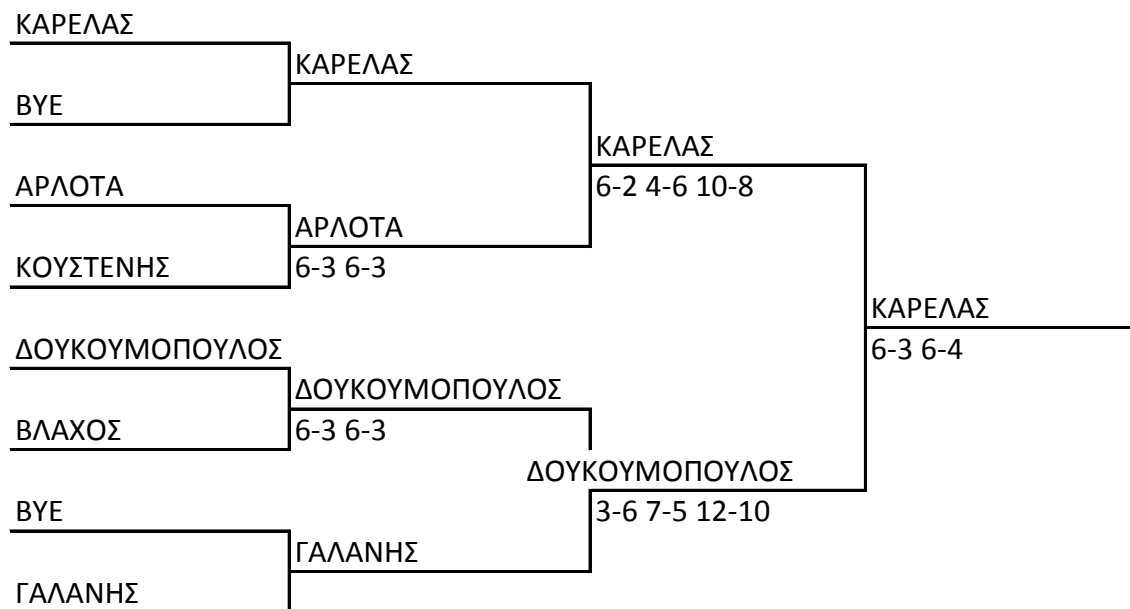 ΚΑΡΕΛΑΣ
ΚΑΡΕΛΑΣ
BYE
ΚΑΡΕΛΑΣ
6-2 4-6 10-8
ΑΡΛΟΤΑ
ΑΡΛΟΤΑ
6-3 6-3
ΚΟΥΣΤΕΝΗΣ
ΚΑΡΕΛΑΣ
6-3 6-4
ΔΟΥΚΟΥΜΟΠΟΥΛΟΣ
ΔΟΥΚΟΥΜΟΠΟΥΛΟΣ
6-3 6-3
ΒΛΑΧΟΣ
ΔΟΥΚΟΥΜΟΠΟΥΛΟΣ
3-6 7-5 12-10
BYE
ΓΑΛΑΝΗΣ
ΓΑΛΑΝΗΣ